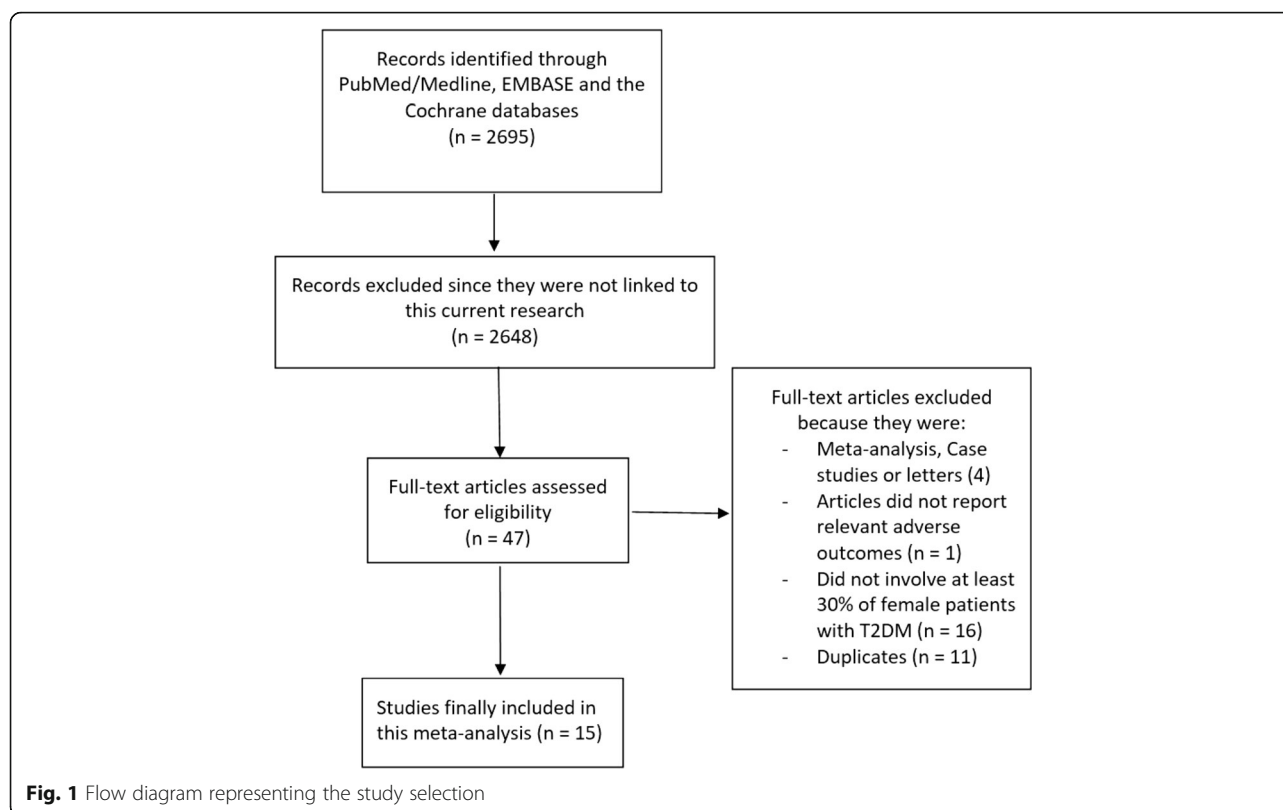 Records identified through
PubMed/Medline, EMBASE and the
Cochrane databases
(n = 2695)
Records excluded since they were not linked to
this current research
(n = 2648)
Full-text articles assessed
for eligibility
(n = 47)
Full-text articles excluded
because they were:
- Meta-analysis, Case
studies or letters (4)
- Articles did not report
relevant adverse
outcomes (n = 1)
- Did not involve at least
30% of female patients
with T2DM (n = 16)
- Duplicates (n = 11)
Studies finally included in
this meta-analysis (n = 15)
Fig. 1 Flow diagram representing the study selection